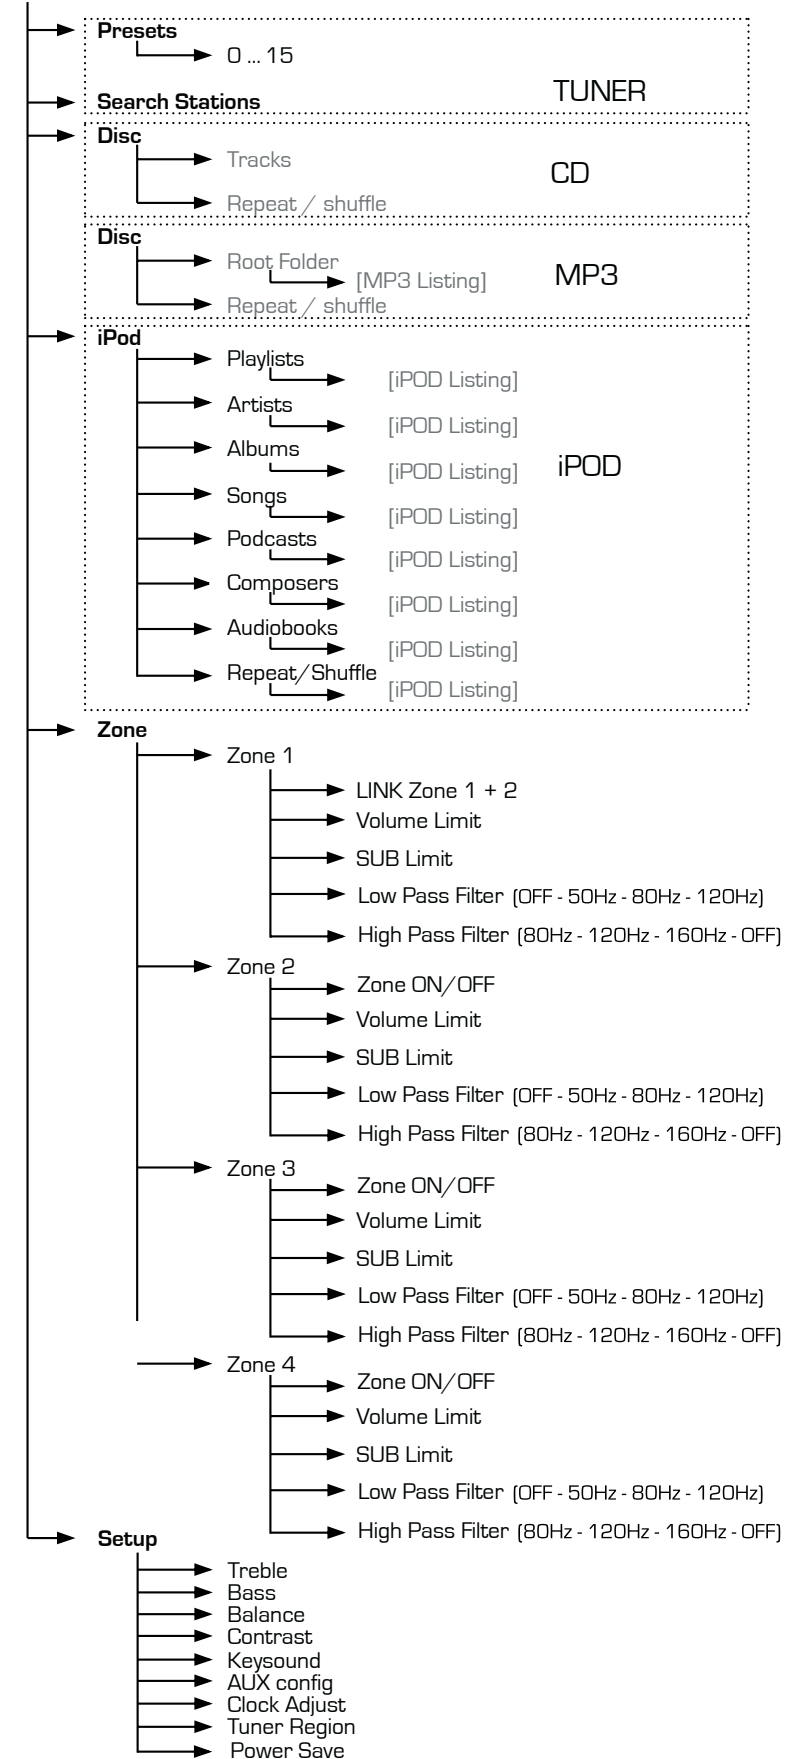 Presets
0 ... 15
TUNER
Search Stations
Disc
Tracks
CD
Repeat / shuffle
Disc
Root Folder
[MP3 Listing]
MP3
Repeat / shuffle
iPod
Playlists
[iPOD Listing]
Artists
[iPOD Listing]
Albums
[iPOD Listing]
iPOD
Songs
[iPOD Listing]
Podcasts
[iPOD Listing]
Composers
[iPOD Listing]
Audiobooks
[iPOD Listing]
Repeat/Shuffle
[iPOD Listing]
Zone
Zone 1
LINK Zone 1 + 2
Volume Limit
SUB Limit
Low Pass Filter (OFF - 50Hz - 80Hz - 120Hz)
High Pass Filter (80Hz - 120Hz - 160Hz - OFF)
Zone 2
Zone ON/OFF
Volume Limit
SUB Limit
Low Pass Filter (OFF - 50Hz - 80Hz - 120Hz)
High Pass Filter (80Hz - 120Hz - 160Hz - OFF)
Zone 3
Zone ON/OFF
Volume Limit
SUB Limit
Low Pass Filter (OFF - 50Hz - 80Hz - 120Hz)
High Pass Filter (80Hz - 120Hz - 160Hz - OFF)
Zone 4
Zone ON/OFF
Volume Limit
SUB Limit
Low Pass Filter (OFF - 50Hz - 80Hz - 120Hz)
High Pass Filter (80Hz - 120Hz - 160Hz - OFF)
Setup
Treble
Bass
Balance
Contrast
Keysound
AUX config
Clock Adjust
Tuner Region
Power Save